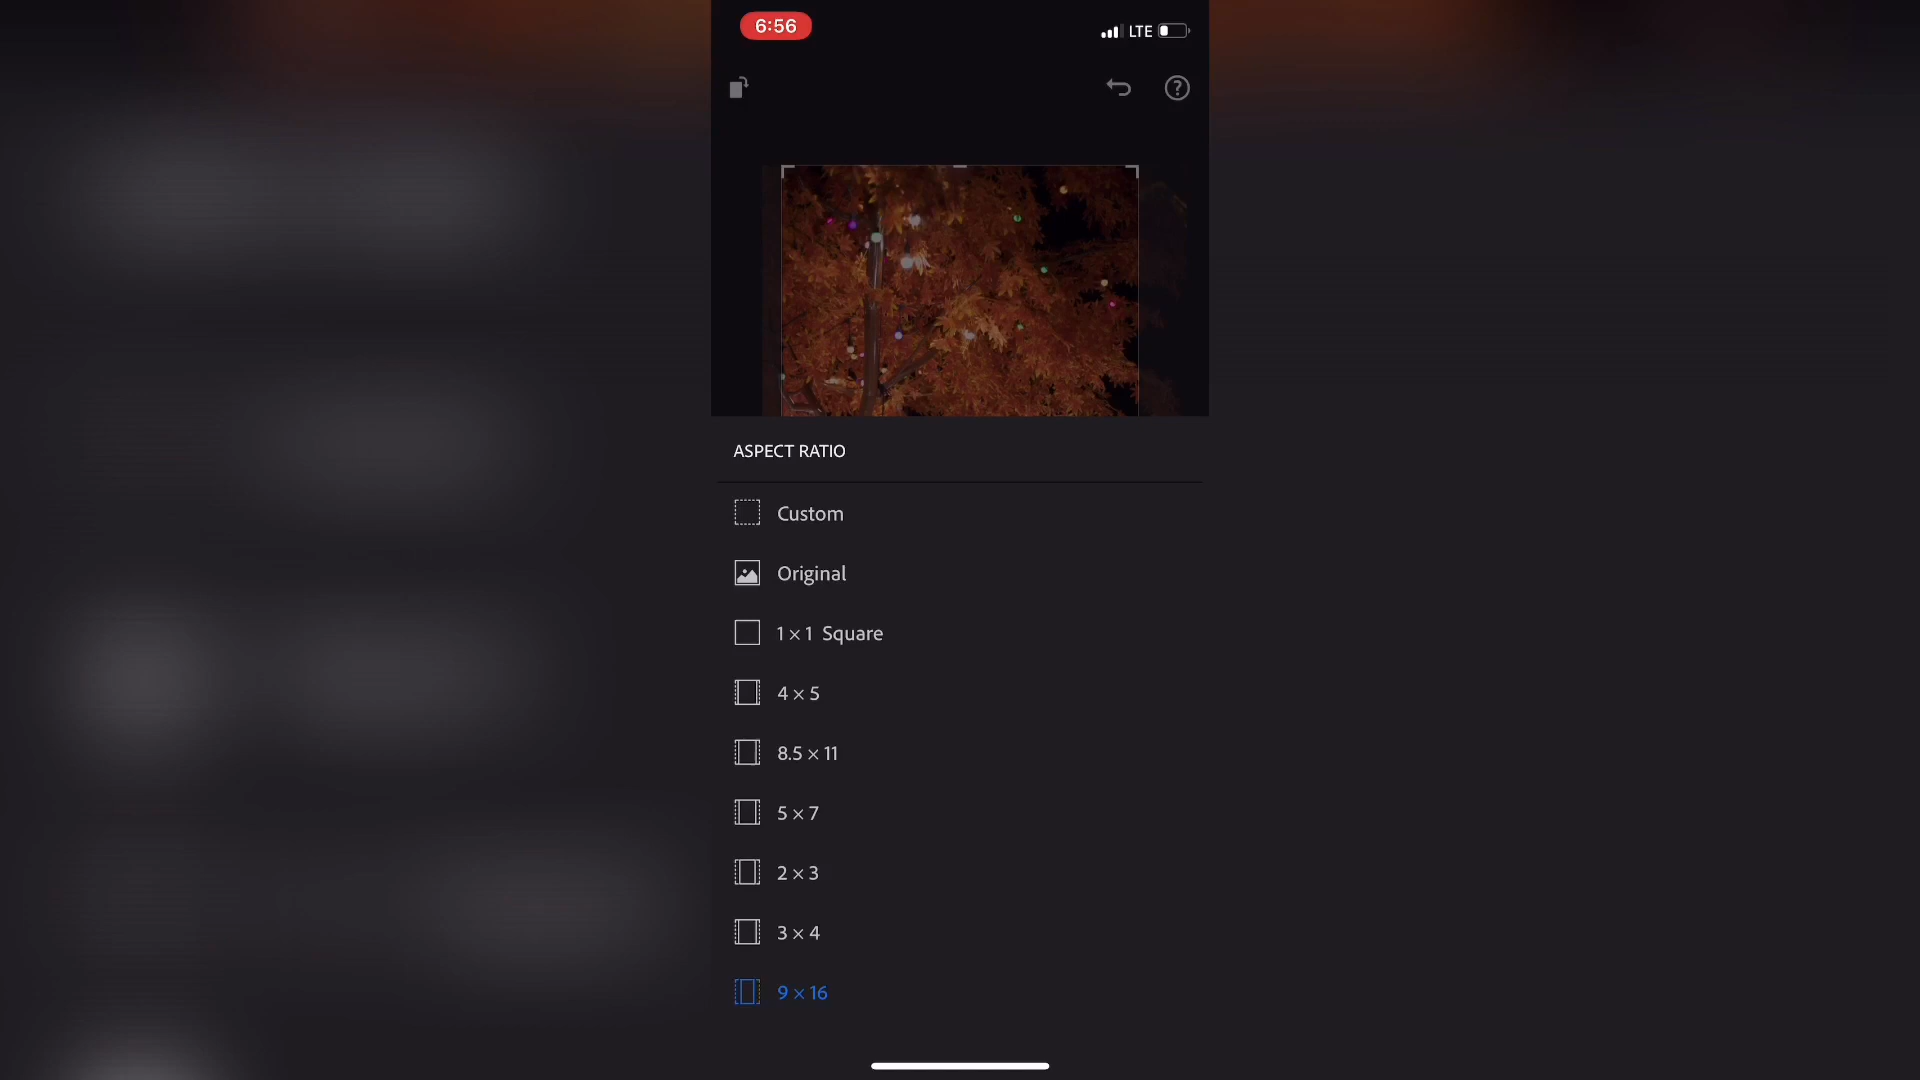 6:56
LTE
ASPECT RATIO
Custom
Original
1 × 1 Square
4 × 5
8.5 × 11
5 × 7
2 × 3
3 × 4
9 × 16